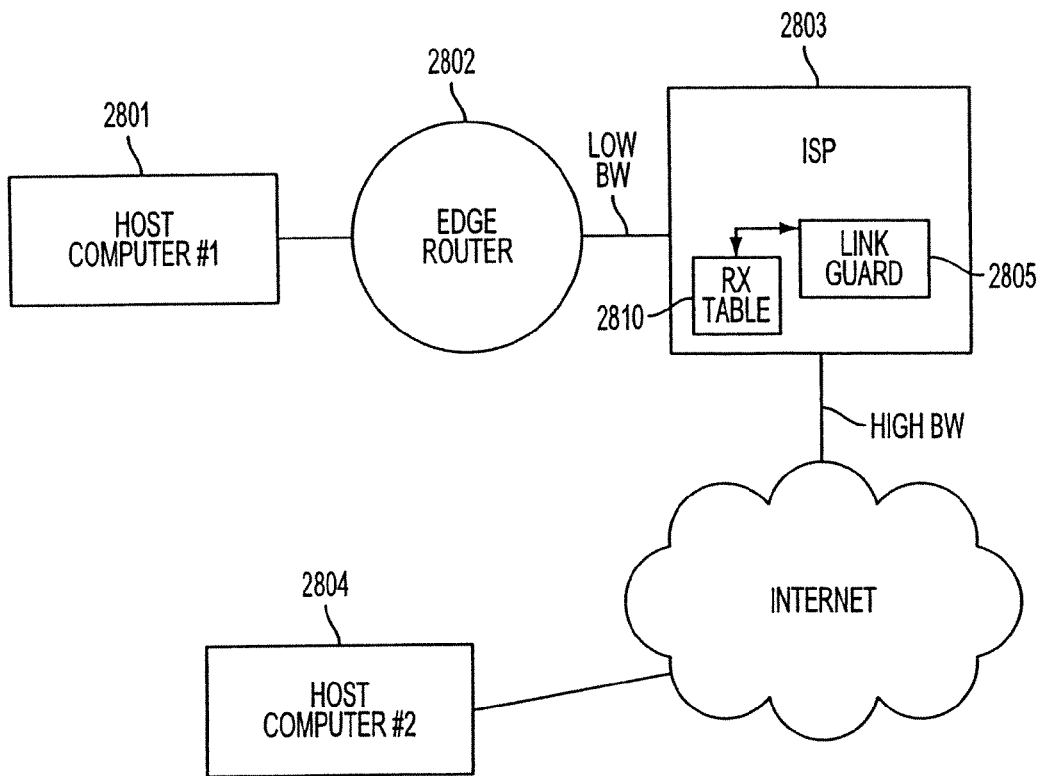 2803
2802
2801
ISP
LOW
BW
HOST
COMPUTER #1
EDGE
ROUTER
LINK
GUARD
2805
RX
TABLE
2810
HIGH BW
INTERNET
2804
HOST
COMPUTER #2